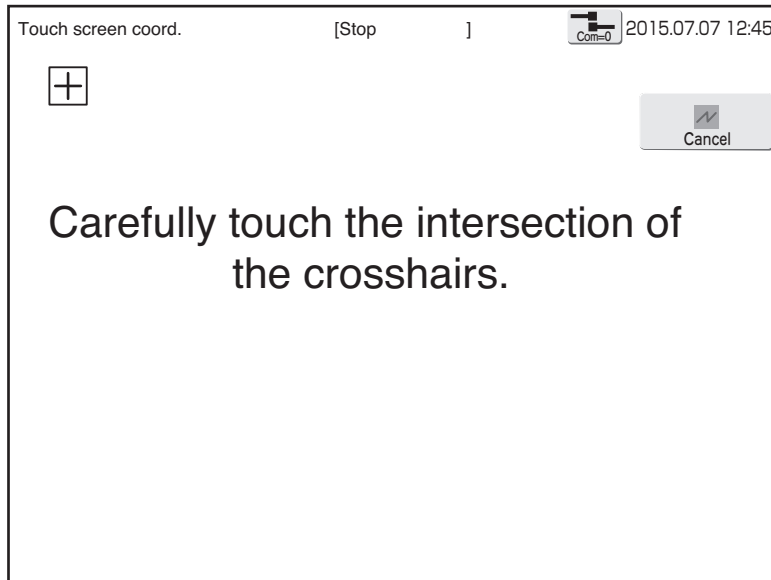 Touch screen coord. [Stop ] Com=0 2015.07.07 12:45
Cancel
Carefully touch the intersection of
the crosshairs.